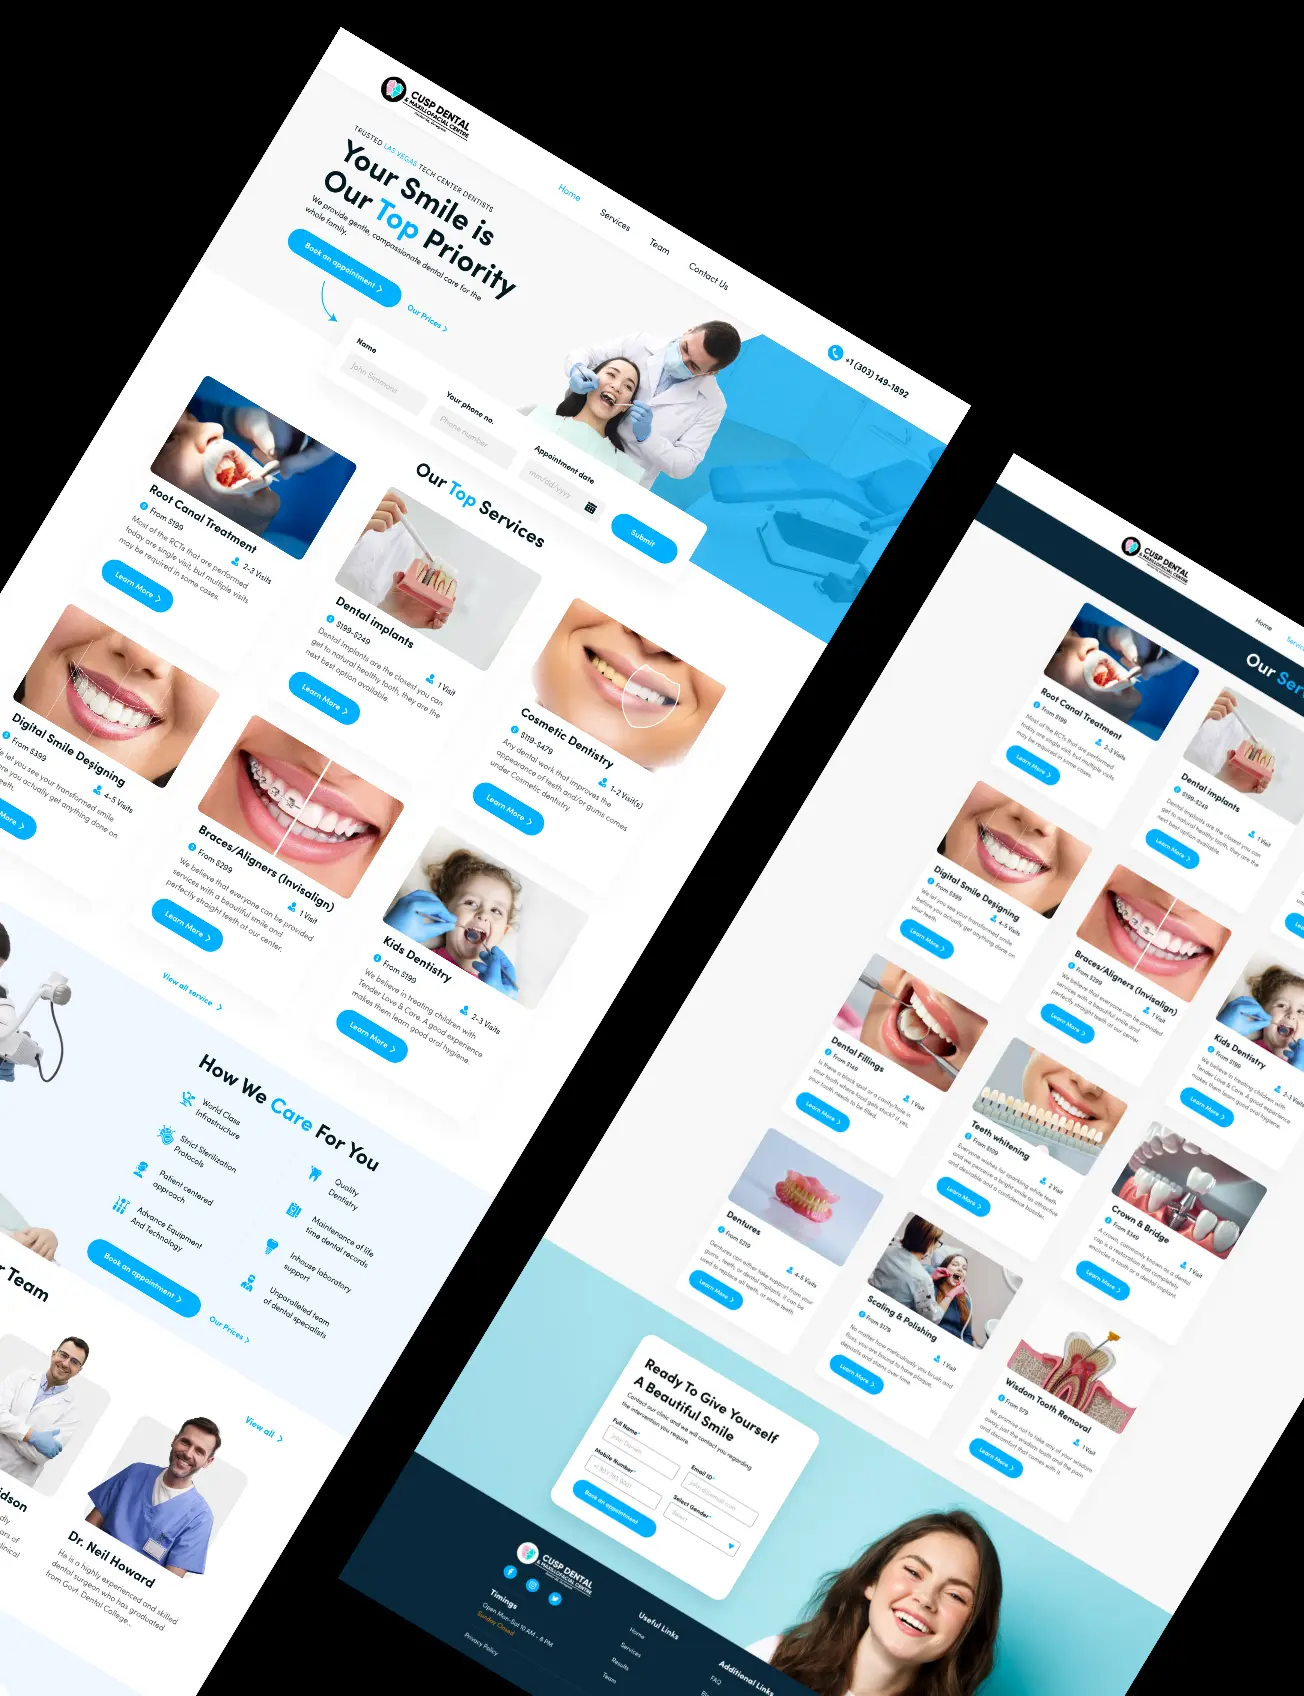 CUSP DENTAL
& MAXILLOFACIAL CENTRE
Home
Services
Team
Contact Us
+1 (303) 149-1892
TRUSTED LAS VEGAS TECH CENTER DENTISTS
Your Smile is
Our Top Priority
We provide gentle, compassionate dental care for the
whole family.
Book an appointment
Our Prices
Name
John Simmons
Your phone no.
Phone number
Appointment date
mm/dd/yyyy
Submit
Our Top Services
Root Canal Treatment
From $199
2-3 Visits
Most of the RCTs that are performed
today are single visit, but multiple visits
may be required in some cases.
Learn More
Dental implants
$199-$249
1 Visit
Dental Implants are the closest you can
get to natural healthy tooth, they are the
next best option available.
Learn More
Cosmetic Dentistry
$119-$479
1-2 Visit(s)
Any dental work that improves the
appearance of teeth and/or gums comes
under Cosmetic dentistry.
Learn More
Digital Smile Designing
From $399
4-5 Visits
let you see your transformed smile
you actually get anything done on
teeth.
More
Braces/Aligners (Invisalign)
From $299
1 Visit
We believe that everyone can be provided
services with a beautiful smile and
perfectly straight teeth at our center.
Learn More
Kids Dentistry
From $199
2-3 Visits
We believe in treating children with
Tender Love & Care. A good experience
makes them learn good oral hygiene.
Learn More
View all service
How We Care For You
World Class
Infrastructure
Strict Sterilization
Protocols
Patient centered
approach
Advance Equipment
And Technology
Quality
Dentistry
Maintenance of life
time dental records
Inhouse laboratory
support
Unparalleled team
of dental specialists
Book an appointment
Our Prices
Team
View all
Dr. Neil Howard
He is a highly experienced and skilled
dental surgeon who has graduated
from Govt. Dental College...
CUSP DENTAL
& MAXILLOFACIAL CENTRE
Home
Our
Root Canal Treatment
From $199
2-3 Visits
Most of the RCTs that are performed
today are single visit, but multiple visits
may be required in some cases.
Learn More
Dental implants
$199-$249
1 Visit
Dental Implants are the closest you can
get to natural healthy tooth, they are the
next best option available.
Learn More
Digital Smile Designing
From $399
4-5 Visits
We let you see your transformed smile
before you actually get anything done on
your teeth.
Learn More
Braces/Aligners (Invisalign)
From $299
1 Visit
We believe that everyone can be provided
services with a beautiful smile and
perfectly straight teeth at our center.
Learn More
Kids Dentistry
From $199
2-3 Visits
We believe in treating children with
Tender Love & Care. A good experience
makes them learn good oral hygiene.
Learn More
Dental Fillings
From $149
1 Visit
Is there a black spot or a cavity/hole in
your tooth where food gets stuck? If yes,
your tooth needs to be filled.
Learn More
Teeth whitening
From $109
2 Visit
Everyone wishes for sparkling white teeth
and we perceive a bright smile as attractive
and desirable and a confidence booster.
Learn More
Crown & Bridge
From $349
1 Visit
A crown, commonly known as a dental
cap is a restoration that completely
encircles a tooth or a dental implant
Learn More
Dentures
From $219
4-5 Visits
Dentures can either take support from your
gums, teeth, or dental implants. It can be
used to replace all teeth, or some teeth
Learn More
Scaling & Polishing
From $179
1 Visit
No matter how meticulously you brush and
floss, you are bound to have plaque,
deposits and stains over time.
Learn More
Wisdom Tooth Removal
From $79
1 Visit
We promise not to take any of your wisdom
away, just the wisdom tooth and the pain
and discomfort that comes with it.
Learn More
Ready To Give Yourself
A Beautiful Smile
Contact our clinic and we will contact you regarding
the intervention you require.
Full Name*
Email ID*
Mobile Number*
Select Gender*
Select
Book an appointment
CUSP DENTAL
& MAXILLOFACIAL CENTRE
Timings
Open Mon-Sat 10 AM - 8 PM
Sunday Closed
Privacy Policy
Useful Links
Home
Services
Results
Team
Additional Links
FAQ